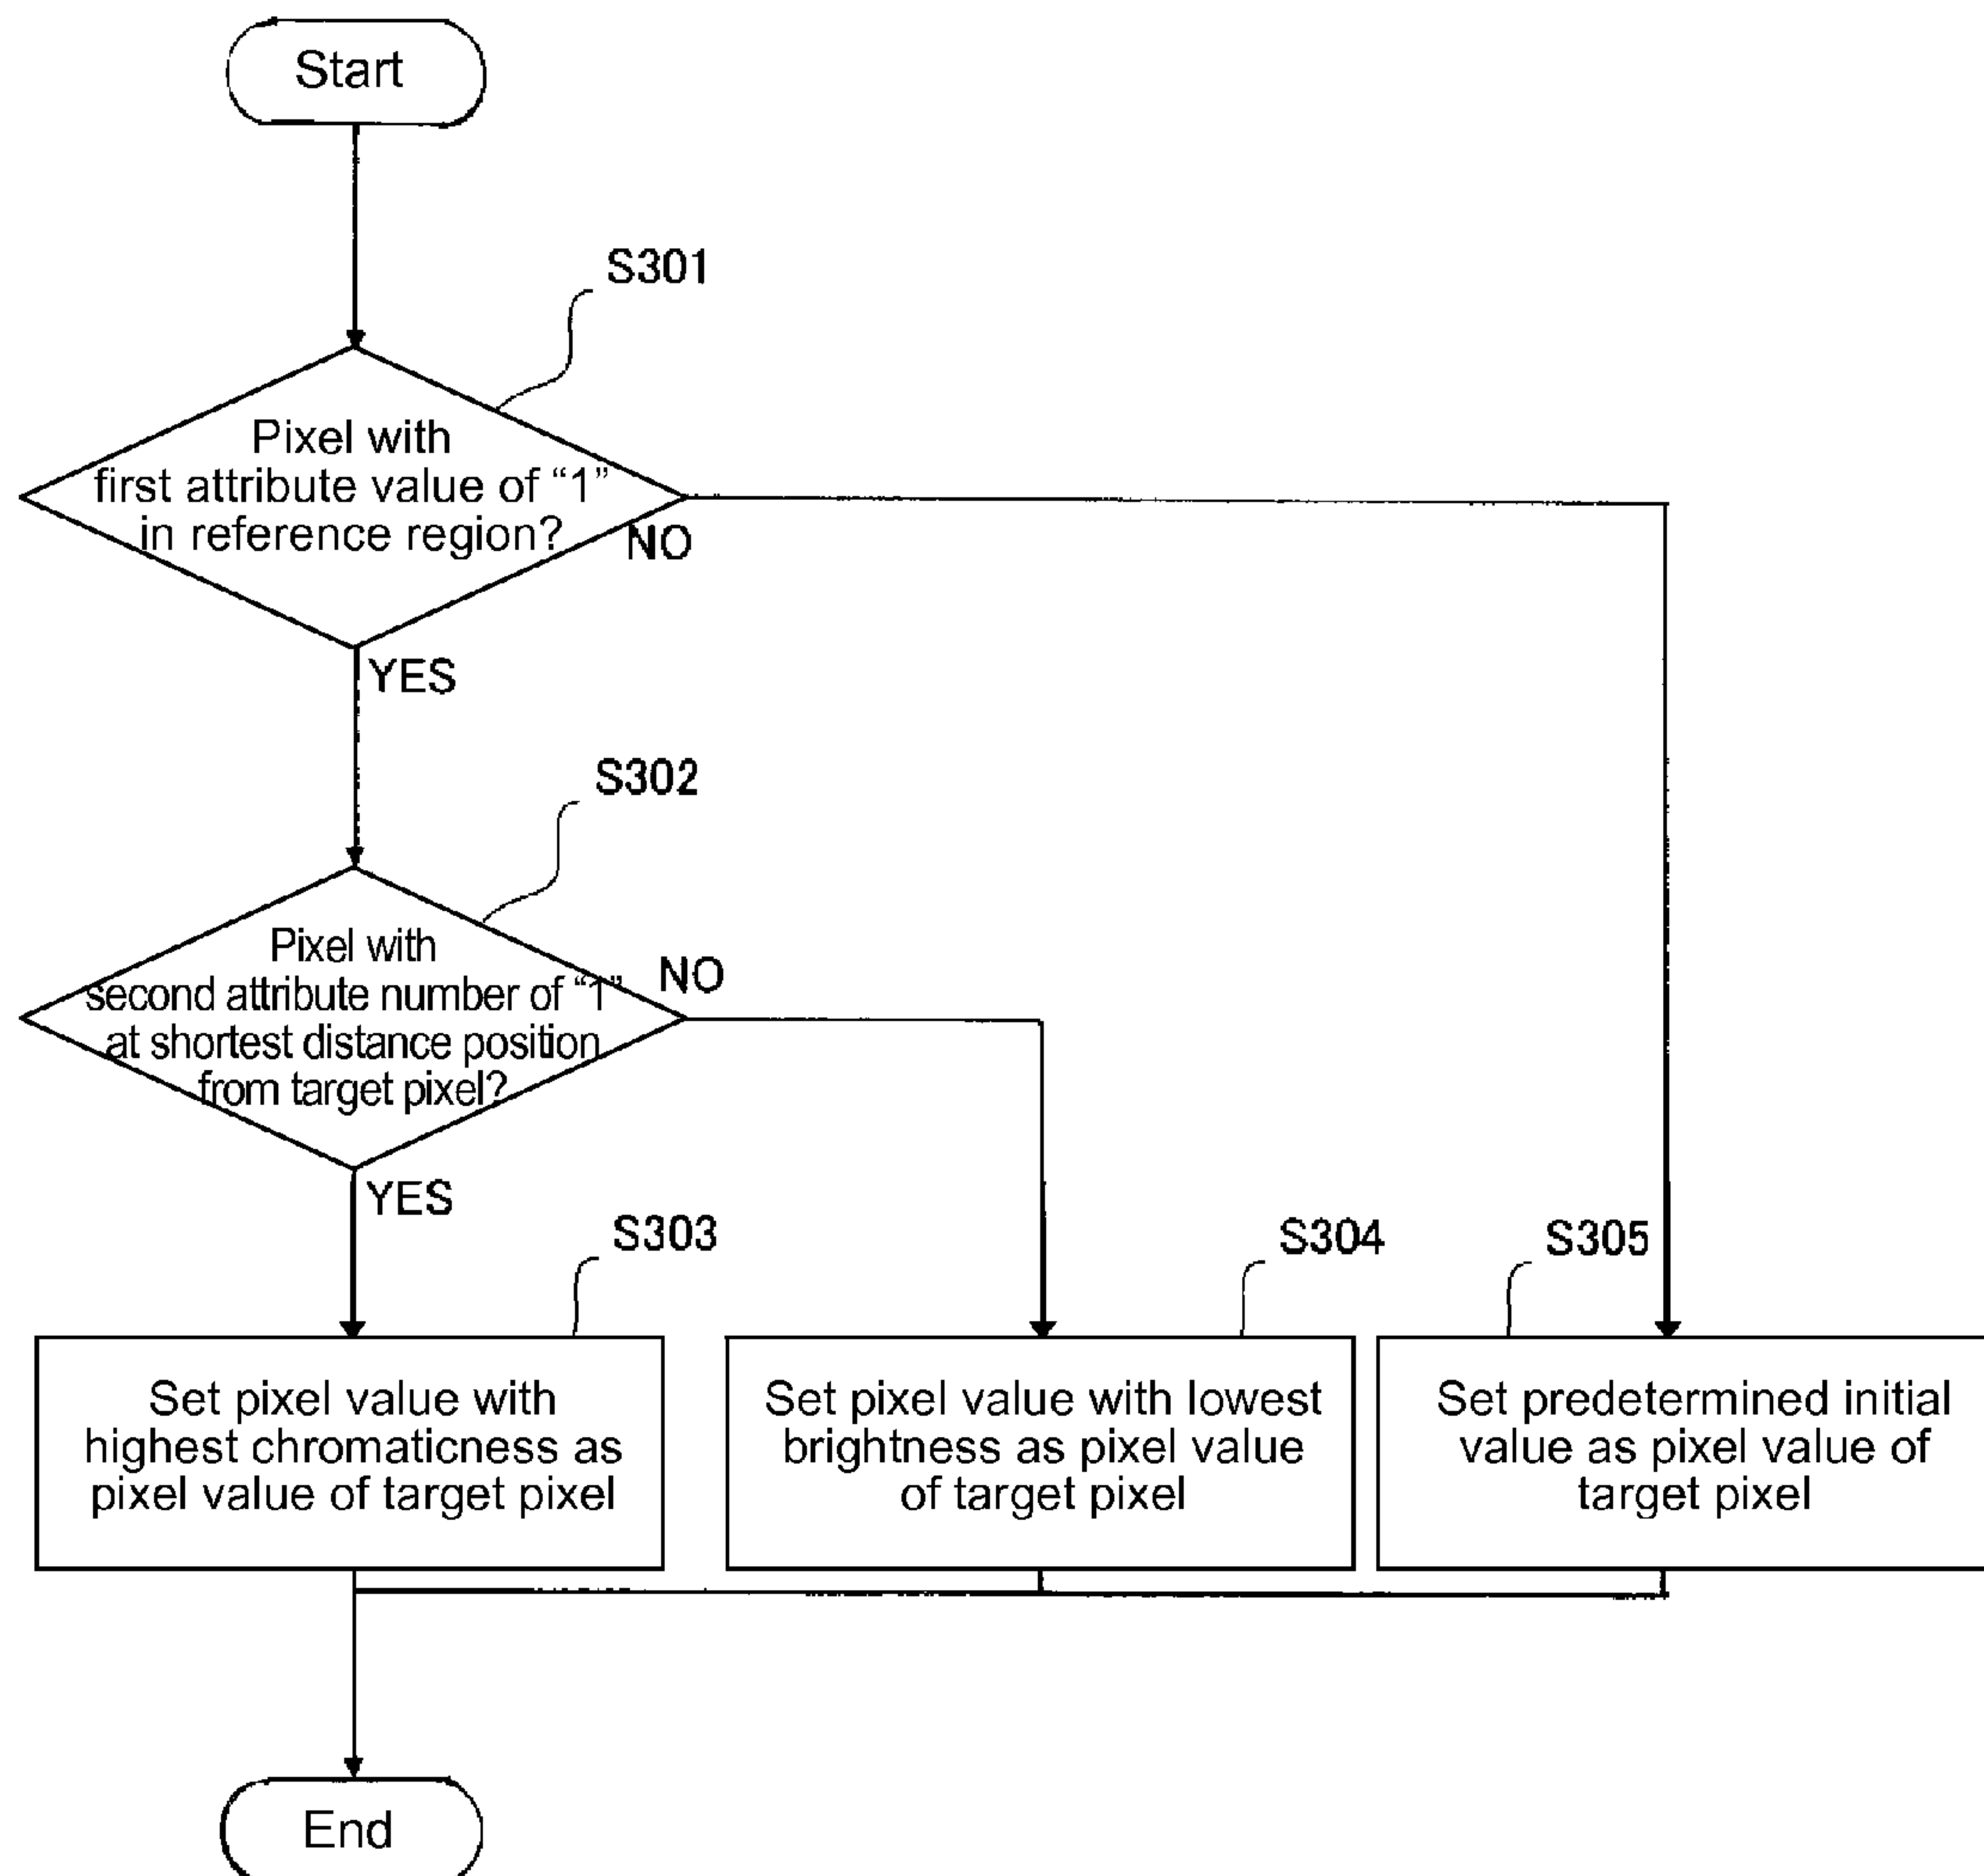 Start
S301
Pixel with
first attribute value of “1”
in reference region?
NO
YES
S302
Pixel with
second attribute number of “1”
at shortest distance position
from target pixel?
NO
YES
S303
Set pixel value with
highest chromaticness as
pixel value of target pixel
S304
Set pixel value with lowest
brightness as pixel value
of target pixel
S305
Set predetermined initial
value as pixel value of
target pixel
End